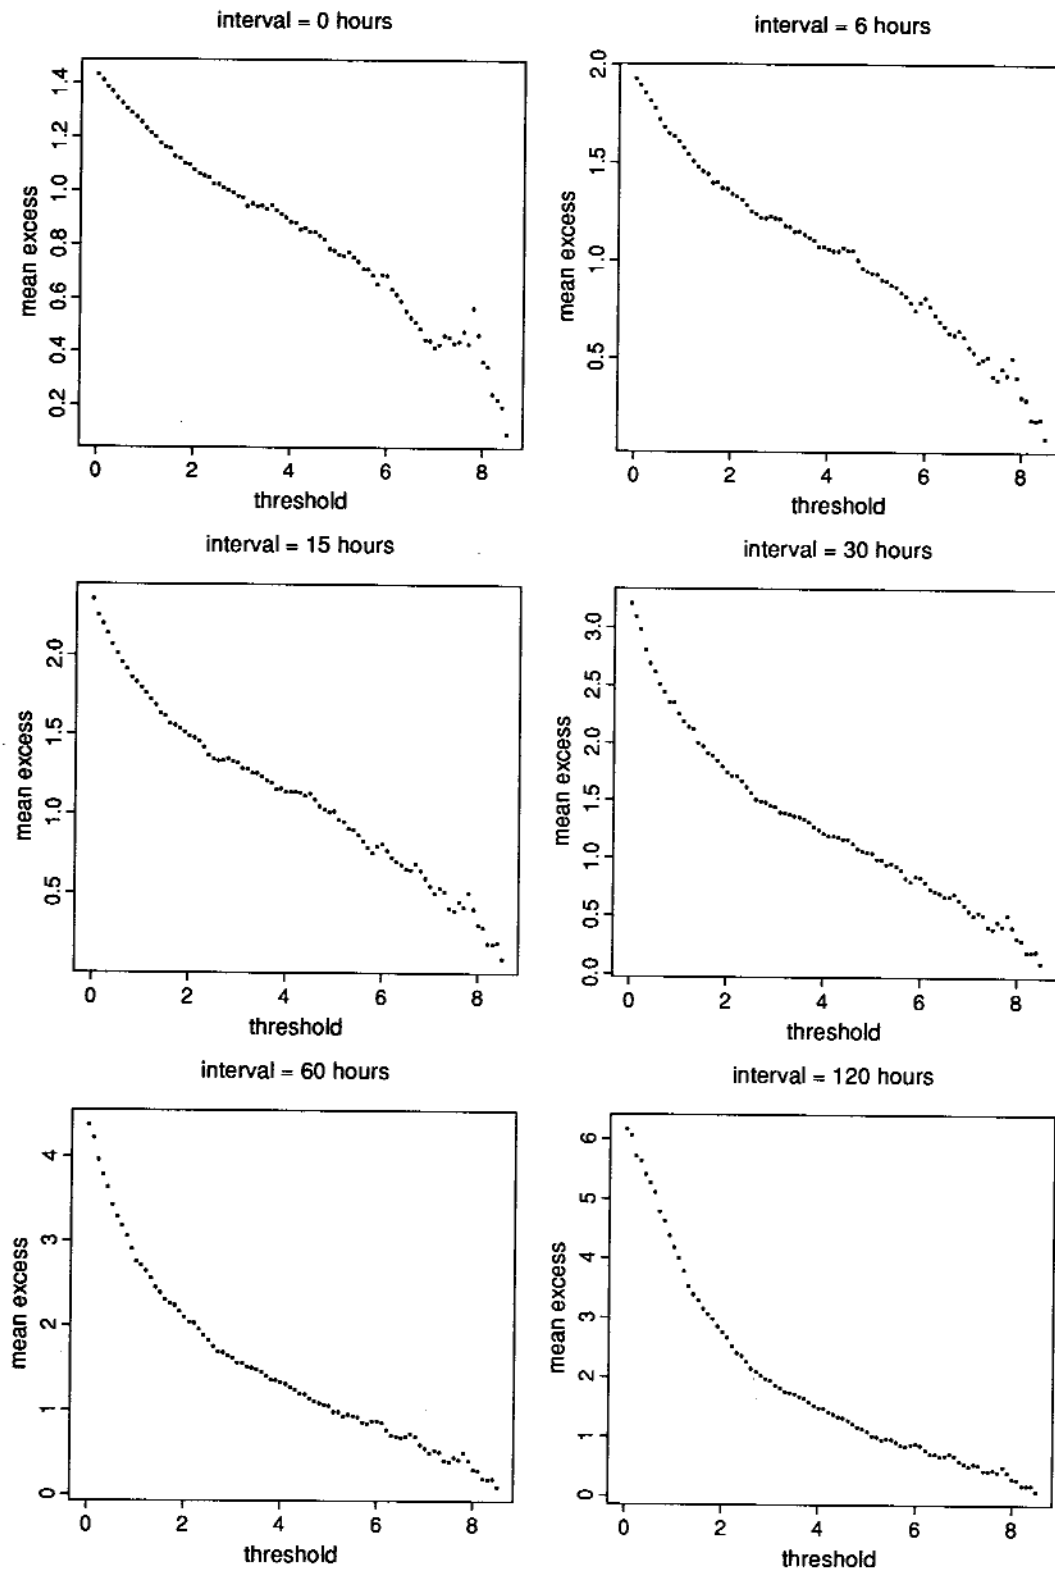 interval = 0 hours
mean excess
1.4
1.2
1.0
0.8
0.6
0.4
0.2
0 2 4 6 8
threshold
interval = 6 hours
mean excess
2.0
1.5
1.0
0.5
0 2 4 6 8
threshold
interval = 15 hours
mean excess
2.0
1.5
1.0
0.5
0 2 4 6 8
threshold
interval = 30 hours
mean excess
3.0
2.5
2.0
1.5
1.0
0.5
0.0
0 2 4 6 8
threshold
interval = 60 hours
mean excess
4
3
2
1
0
0 2 4 6 8
threshold
interval = 120 hours
mean excess
6
5
4
3
2
1
0
0 2 4 6 8
threshold